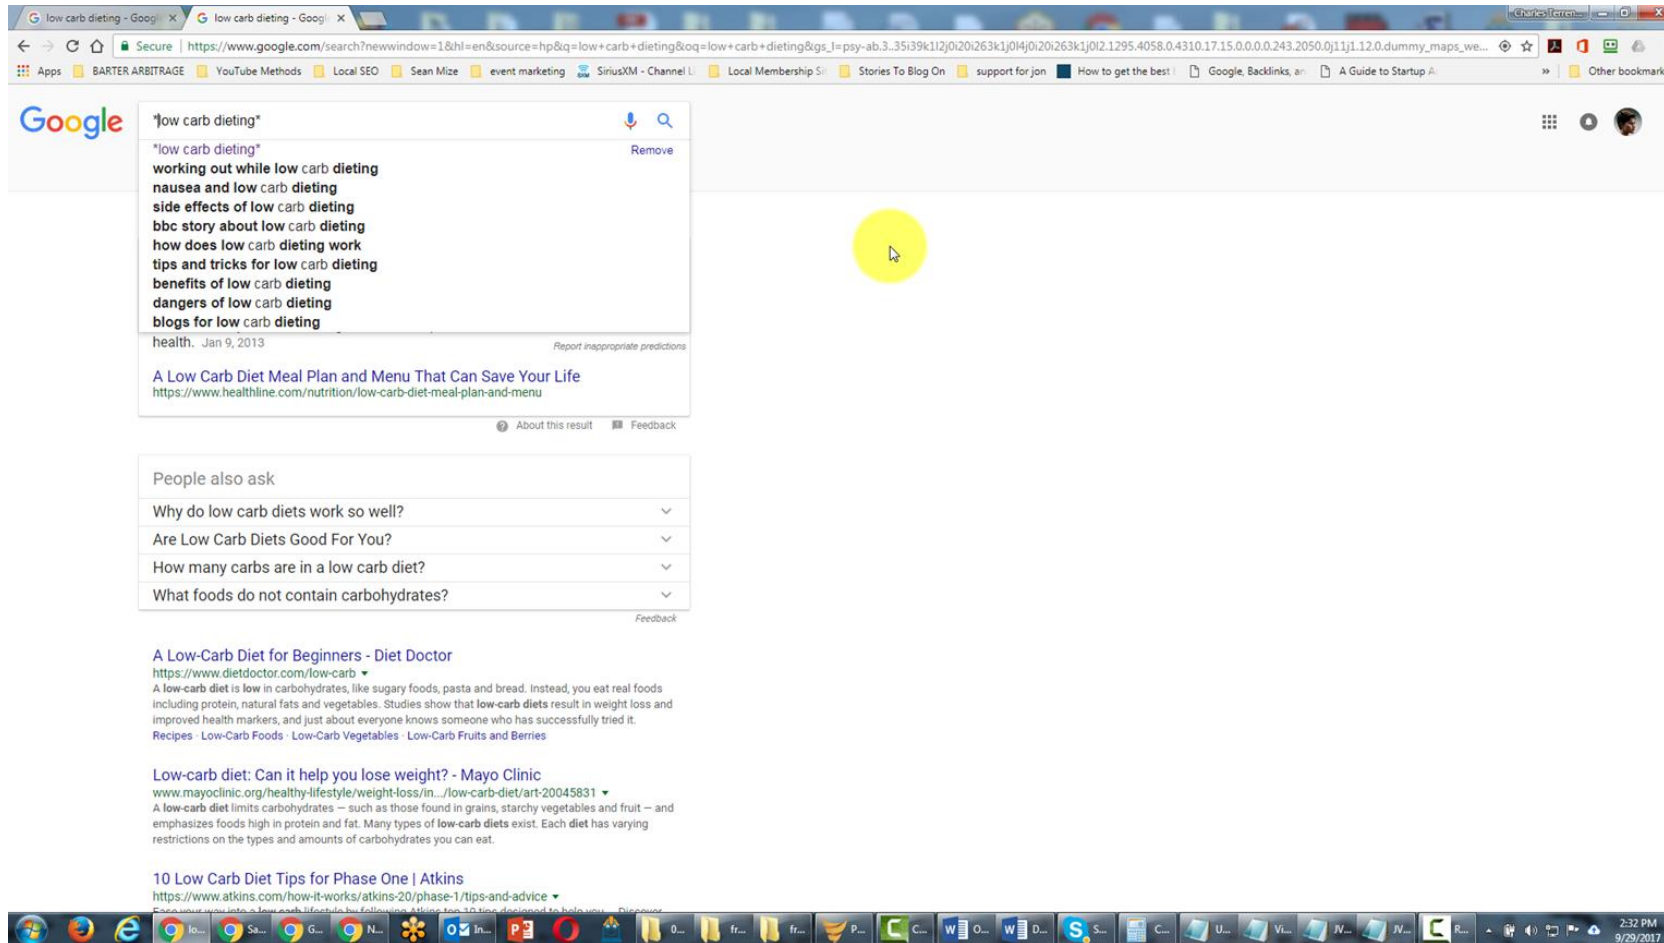 low carb dieting - Googl
low carb dieting - Googl
Charles Terren...
Secure
https://www.google.com/search?newwindow=1&hl=en&source=hp&q=low+carb+dieting&oq=low+carb+dieting&gs_l=psy-ab.3..35i39k1l2j0i20i263k1j0l4j0i20i263k1j0l2.1295.4058.0.4310.17.15.0.0.0.0.243.2050.0j11j1.12.0.dummy_maps_we...
Apps BARTER ARBITRAGE YouTube Methods Local SEO Sean Mize event marketing SiriusXM - Channel Li Local Membership Si Stories To Blog On support for jon How to get the best Google, Backlinks, an A Guide to Startup A » Other bookmark
Google
*low carb dieting*
*low carb dieting* Remove
working out while low carb dieting
nausea and low carb dieting
side effects of low carb dieting
bbc story about low carb dieting
how does low carb dieting work
tips and tricks for low carb dieting
benefits of low carb dieting
dangers of low carb dieting
blogs for low carb dieting
health. Jan 9, 2013
Report inappropriate predictions
A Low Carb Diet Meal Plan and Menu That Can Save Your Life
https://www.healthline.com/nutrition/low-carb-diet-meal-plan-and-menu
About this result Feedback
People also ask
Why do low carb diets work so well?
Are Low Carb Diets Good For You?
How many carbs are in a low carb diet?
What foods do not contain carbohydrates?
Feedback
A Low-Carb Diet for Beginners - Diet Doctor
https://www.dietdoctor.com/low-carb
A low-carb diet is low in carbohydrates, like sugary foods, pasta and bread. Instead, you eat real foods
including protein, natural fats and vegetables. Studies show that low-carb diets result in weight loss and
improved health markers, and just about everyone knows someone who has successfully tried it.
Recipes · Low-Carb Foods · Low-Carb Vegetables · Low-Carb Fruits and Berries
Low-carb diet: Can it help you lose weight? - Mayo Clinic
www.mayoclinic.org/healthy-lifestyle/weight-loss/in.../low-carb-diet/art-20045831
A low-carb diet limits carbohydrates — such as those found in grains, starchy vegetables and fruit — and
emphasizes foods high in protein and fat. Many types of low-carb diets exist. Each diet has varying
restrictions on the types and amounts of carbohydrates you can eat.
10 Low Carb Diet Tips for Phase One | Atkins
https://www.atkins.com/how-it-works/atkins-20/phase-1/tips-and-advice
lo... Sa... G... N... In... 0... fr... fr... P... C... O... D... S... C... U... Vi... JV... JV... R... 2:32 PM
9/29/2017